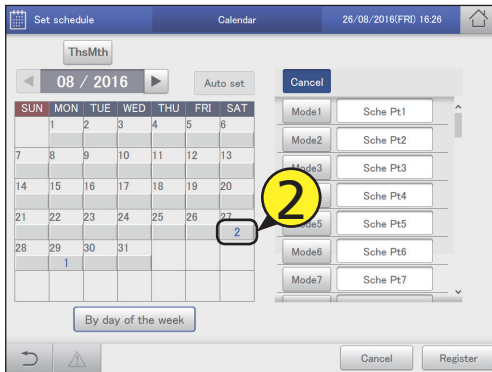 Set schedule Calendar 26/08/2016(FRI) 16:26
ThsMth
08 / 2016 Auto set Cancel
SUN MON TUE WED THU FRI SAT
1 2 3 4 5 6
7 8 9 10 11 12 13
14 15 16 17 18 19 20
21 22 23 24 25 26 27
2
28 29 30 31
1
Mode1 Sche Pt1
Mode2 Sche Pt2
Mode3 Sche Pt3
Sche Pt4
Mode5 Sche Pt5
Mode6 Sche Pt6
Mode7 Sche Pt7
2
By day of the week
Cancel Register